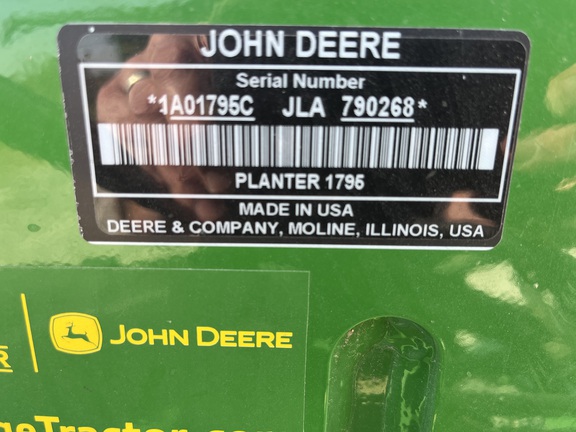 JOHN DEERE
Serial Number
*1A01795C JLA 790268*
PLANTER 1795
MADE IN USA
DEERE & COMPANY, MOLINE, ILLINOIS, USA
JOHN DEERE